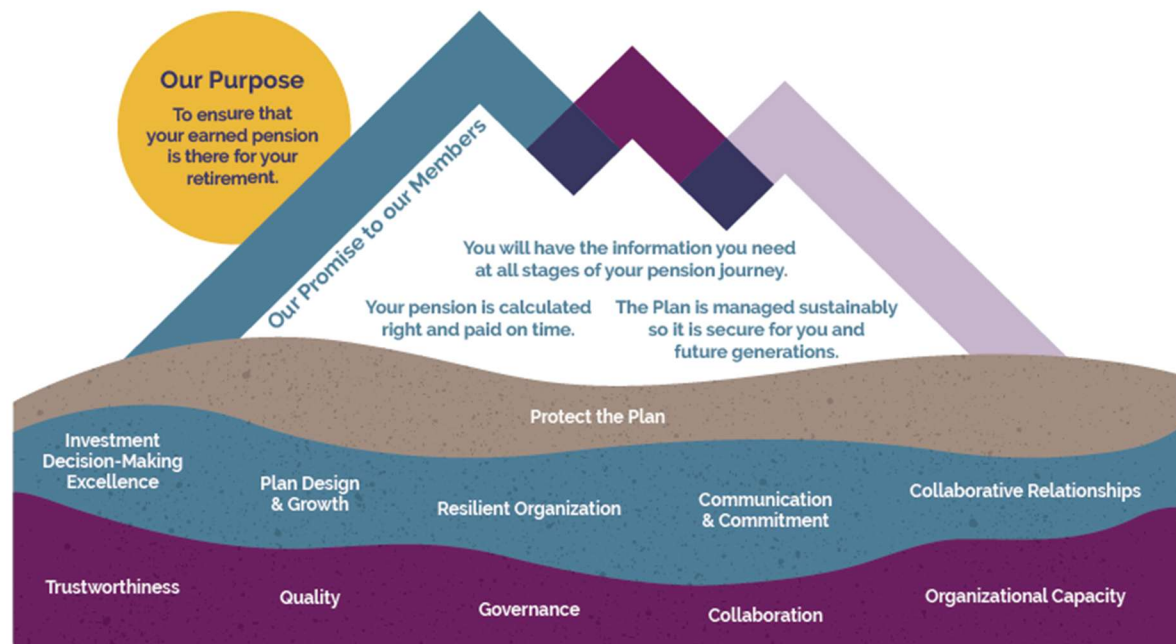 Our Purpose
To ensure that
your earned pension
is there for your
retirement.
Our Promise to our Members
You will have the information you need
at all stages of your pension journey.
Your pension is calculated
right and paid on time.
The Plan is managed sustainably
so it is secure for you and
future generations.
Protect the Plan
Investment
Decision-Making
Excellence
Plan Design
& Growth
Resilient Organization
Communication
& Commitment
Collaborative Relationships
Trustworthiness
Quality
Governance
Collaboration
Organizational Capacity